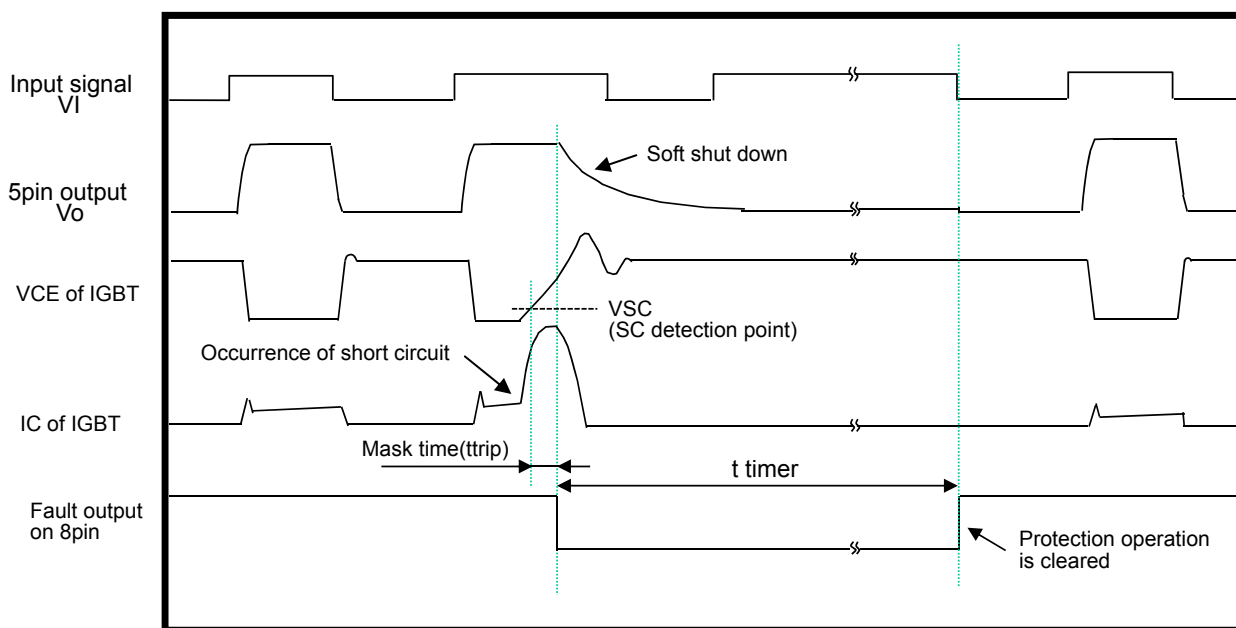 Input signal
VI
Soft shut down
5pin output
Vo
VCE of IGBT
VSC
(SC detection point)
Occurrence of short circuit
IC of IGBT
Mask time(ttrip)
t timer
Fault output
on 8pin
Protection operation
is cleared